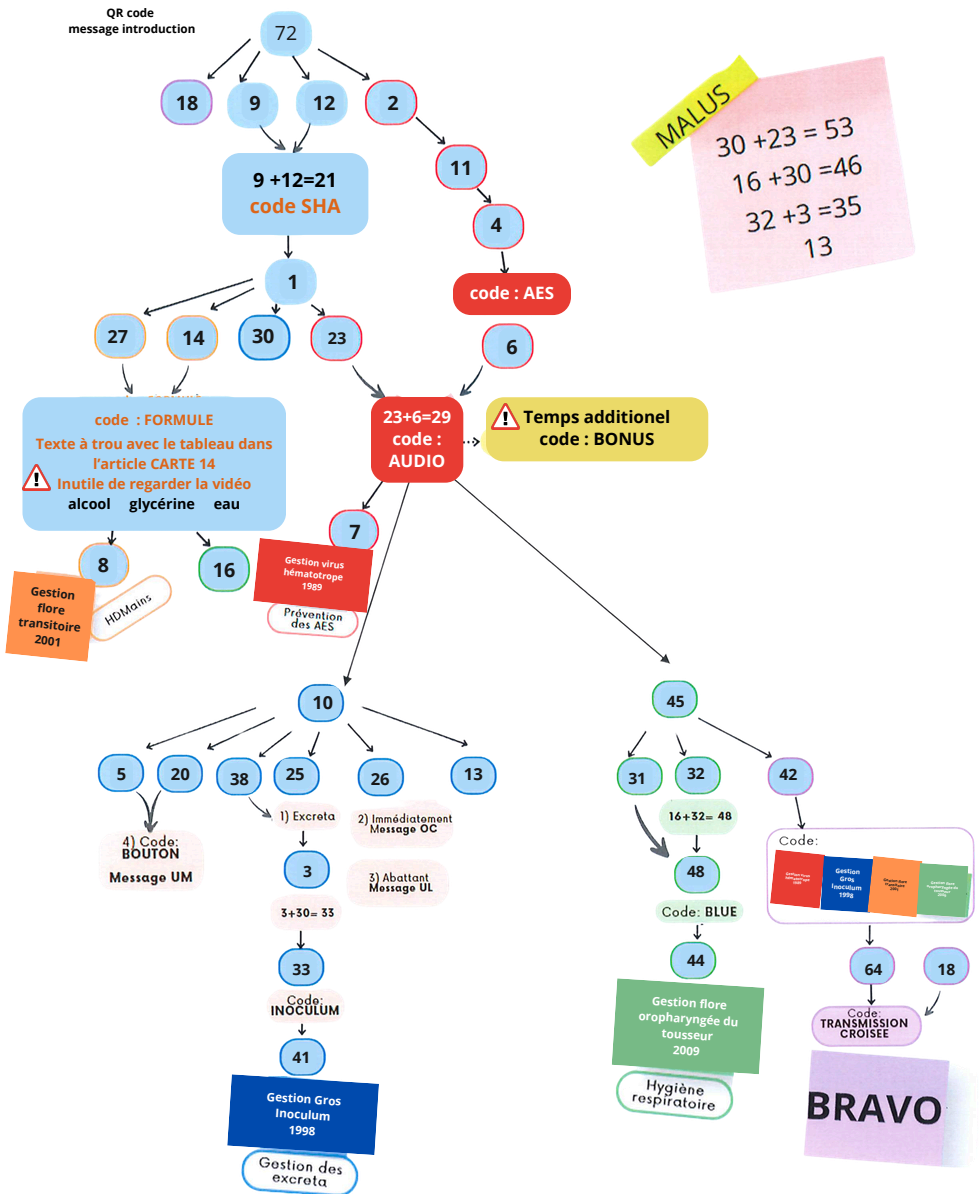 QR code
message introduction
72
18
9
12
2
MALUS
30 +23 = 53
16 +30 =46
32 +3 =35
13
11
9 +12=21
code SHA
4
1
code : AES
27
14
30
23
6
code : FORMULE
Texte à trou avec le tableau dans
l'article CARTE 14
Inutile de regarder la vidéo
alcool glycérine eau
23+6=29
code :
AUDIO
Temps additionel
code : BONUS
8
16
7
Gestion
flore
transitoire
2001
HDMains
Gestion virus
hématotrope
1989
Prévention
des AES
10
45
5
20
38
25
26
13
31
32
42
4) Code:
BOUTON
Message UM
1) Excreta
2) Immédiatement
Message OC
3) Abattant
Message UL
3
3+30= 33
33
Code:
INOCULUM
41
Gestion Gros
Inoculum
1998
Gestion des
excreta
16+32= 48
48
Code: BLUE
44
Gestion flore
oropharyngée du
tousseur
2009
Hygiène
respiratoire
Code:
Gestion
Gros
Inoculum
1998
64
18
Code:
TRANSMISSION
CROISEE
BRAVO